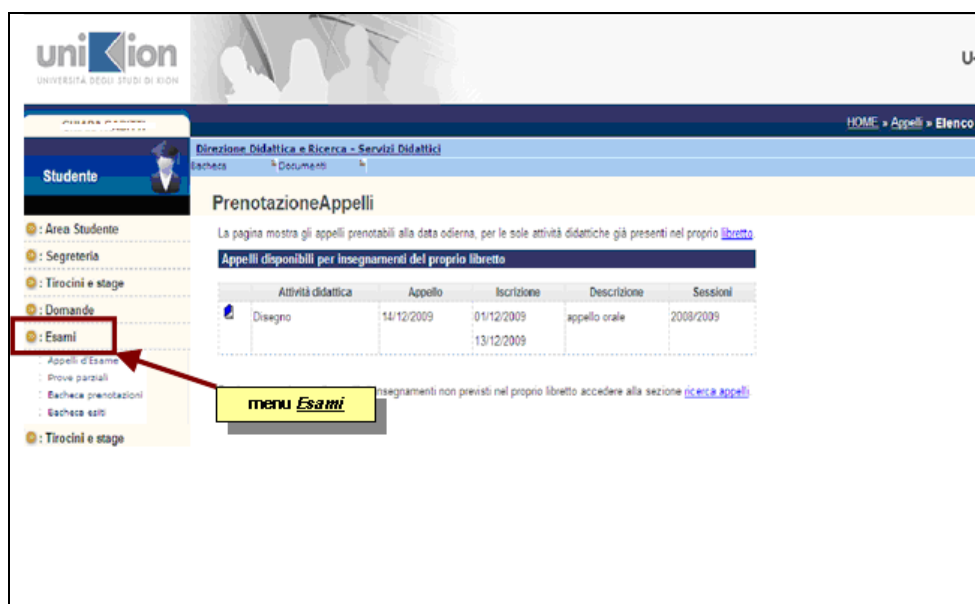 uni ion
UNIVERSITÀ DEGLI STUDI DI KION
U-
HOME » Appelli » Elenco
Studente
Direzione Didattica e Ricerca - Servizi Didattici
Bacheca Documenti
PrenotazioneAppelli
: Area Studente
La pagina mostra gli appelli prenotabili alla data odierna, per le sole attività didattiche già presenti nel proprio libretto
: Segreteria
Appelli disponibili per insegnamenti del proprio libretto
: Tirocini e stage
Attività didattica Appello Iscrizione Descrizione Sessioni
: Domande
Disegno 14/12/2009 01/12/2009 appello orale 2008/2009
13/12/2009
: Esami
: Appelli d'Esame
: Prove parziali
: Bacheca prenotazioni
: Bacheca esiti
insegnamenti non previsti nel proprio libretto accedere alla sezione ricerca appelli
menu Esami
: Tirocini e stage